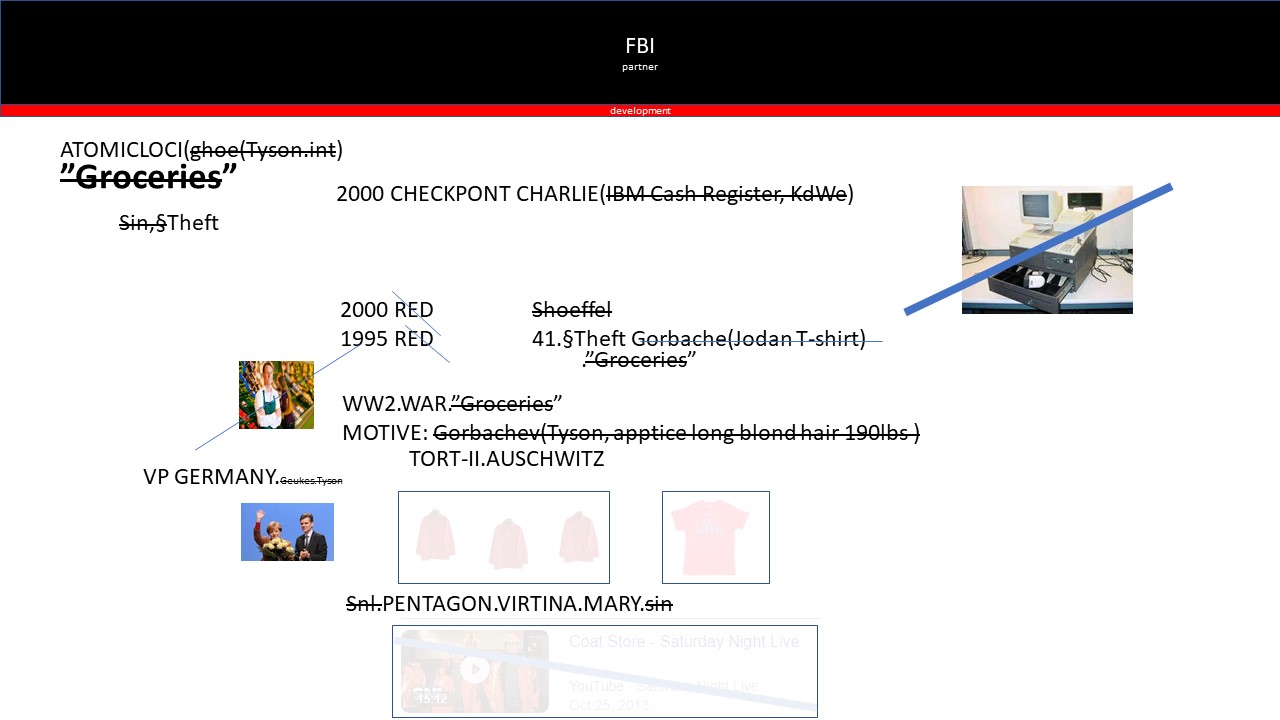 FBI
partner
development
ATOMICLOCI(ghoe(Tyson.int)
”Groceries”
2000 CHECKPONT CHARLIE(IBM Cash Register, KdWe)
Sin,§Theft
2000 RED Shoeffel
1995 RED 41.§Theft Gorbache(Jodan T-shirt)
.”Groceries”
WW2.WAR.”Groceries”
MOTIVE: Gorbachev(Tyson, apptice long blond hair 190lbs )
TORT-II.AUSCHWITZ
VP GERMANY.Geukes.Tyson
Snl.PENTAGON.VIRTINA.MARY.sin
Coat Store - Saturday Night Live
YouTube - Saturday Night Live
15:12
Oct 25, 2013